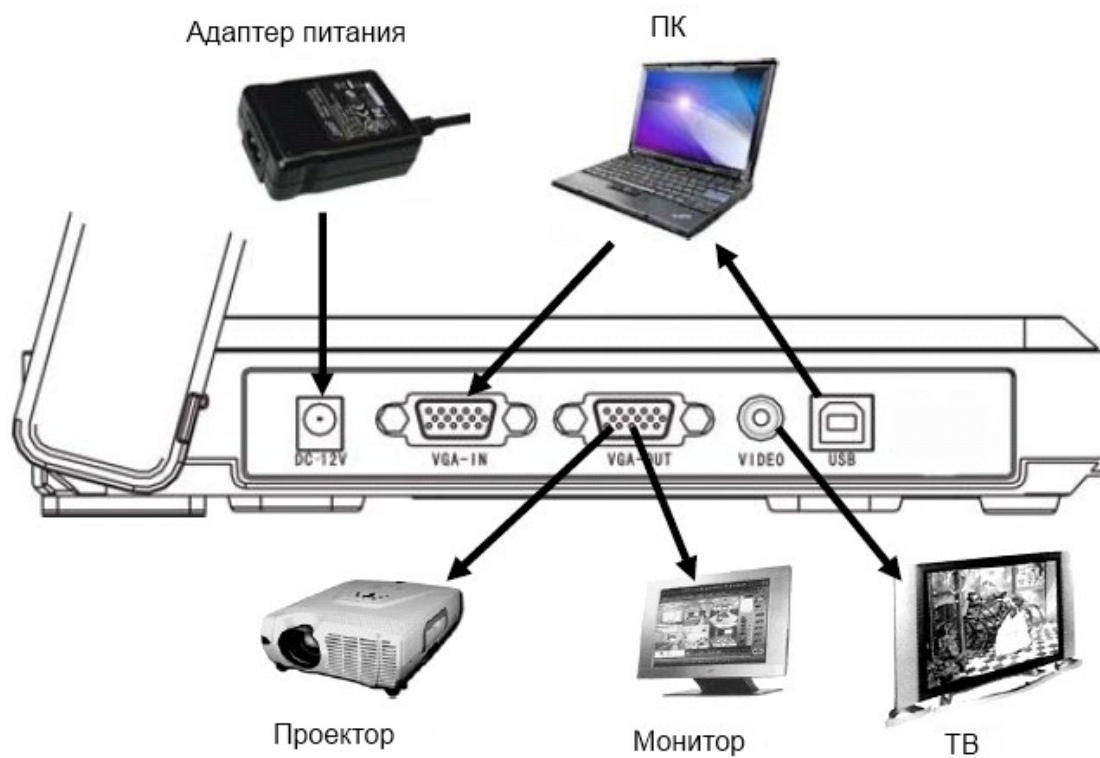 Адаптер питания
ПК
DC-12V
VGA-IN
VGA-OUT
VIDEO
USB
Проектор
Монитор
ТВ